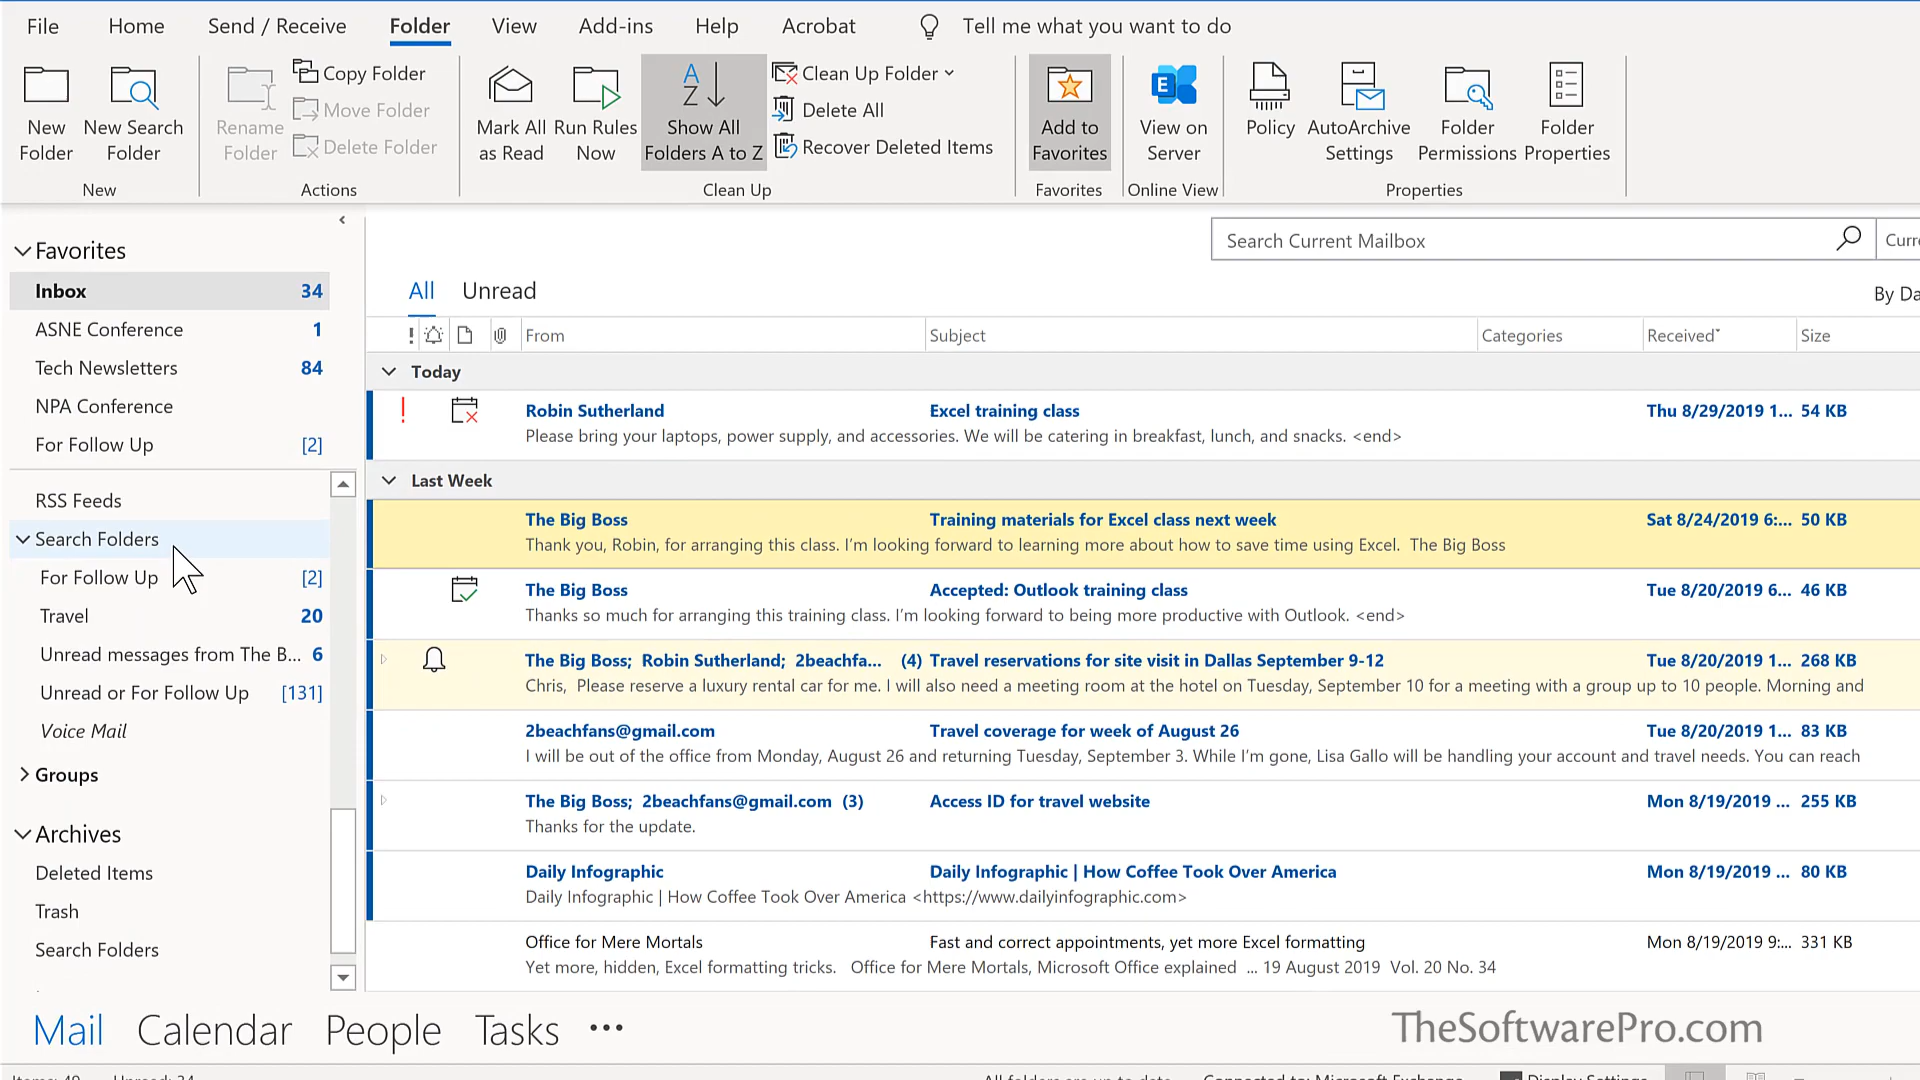 File Home Send / Receive Folder View Add-ins Help Acrobat Tell me what you want to do
New Folder
New Search Folder
New
Rename Folder
Copy Folder
Move Folder
Delete Folder
Actions
Mark All as Read
Run Rules Now
Show All Folders A to Z
Clean Up Folder
Delete All
Recover Deleted Items
Clean Up
Add to Favorites
Favorites
View on Server
Online View
Policy
AutoArchive Settings
Folder Permissions
Folder Properties
Properties
Favorites
Inbox 34
ASNE Conference 1
Tech Newsletters 84
NPA Conference
For Follow Up [2]
RSS Feeds
Search Folders
For Follow Up [2]
Travel 20
Unread messages from The B... 6
Unread or For Follow Up [131]
Voice Mail
Groups
Archives
Deleted Items
Trash
Search Folders
Search Current Mailbox
Curre
All Unread By Da
! From Subject Categories Received Size
Today
! Robin Sutherland Excel training class Thu 8/29/2019 1... 54 KB
Please bring your laptops, power supply, and accessories. We will be catering in breakfast, lunch, and snacks. <end>
Last Week
The Big Boss Training materials for Excel class next week Sat 8/24/2019 6:... 50 KB
Thank you, Robin, for arranging this class. I'm looking forward to learning more about how to save time using Excel. The Big Boss
The Big Boss Accepted: Outlook training class Tue 8/20/2019 6... 46 KB
Thanks so much for arranging this training class. I'm looking forward to being more productive with Outlook. <end>
The Big Boss; Robin Sutherland; 2beachfa... (4) Travel reservations for site visit in Dallas September 9-12 Tue 8/20/2019 1... 268 KB
Chris, Please reserve a luxury rental car for me. I will also need a meeting room at the hotel on Tuesday, September 10 for a meeting with a group up to 10 people. Morning and
2beachfans@gmail.com Travel coverage for week of August 26 Tue 8/20/2019 1... 83 KB
I will be out of the office from Monday, August 26 and returning Tuesday, September 3. While I'm gone, Lisa Gallo will be handling your account and travel needs. You can reach
The Big Boss; 2beachfans@gmail.com (3) Access ID for travel website Mon 8/19/2019 ... 255 KB
Thanks for the update.
Daily Infographic Daily Infographic | How Coffee Took Over America Mon 8/19/2019 ... 80 KB
Daily Infographic | How Coffee Took Over America <https://www.dailyinfographic.com>
Office for Mere Mortals Fast and correct appointments, yet more Excel formatting Mon 8/19/2019 9:... 331 KB
Yet more, hidden, Excel formatting tricks. Office for Mere Mortals, Microsoft Office explained ... 19 August 2019 Vol. 20 No. 34
Mail Calendar People Tasks ...
TheSoftwarePro.com